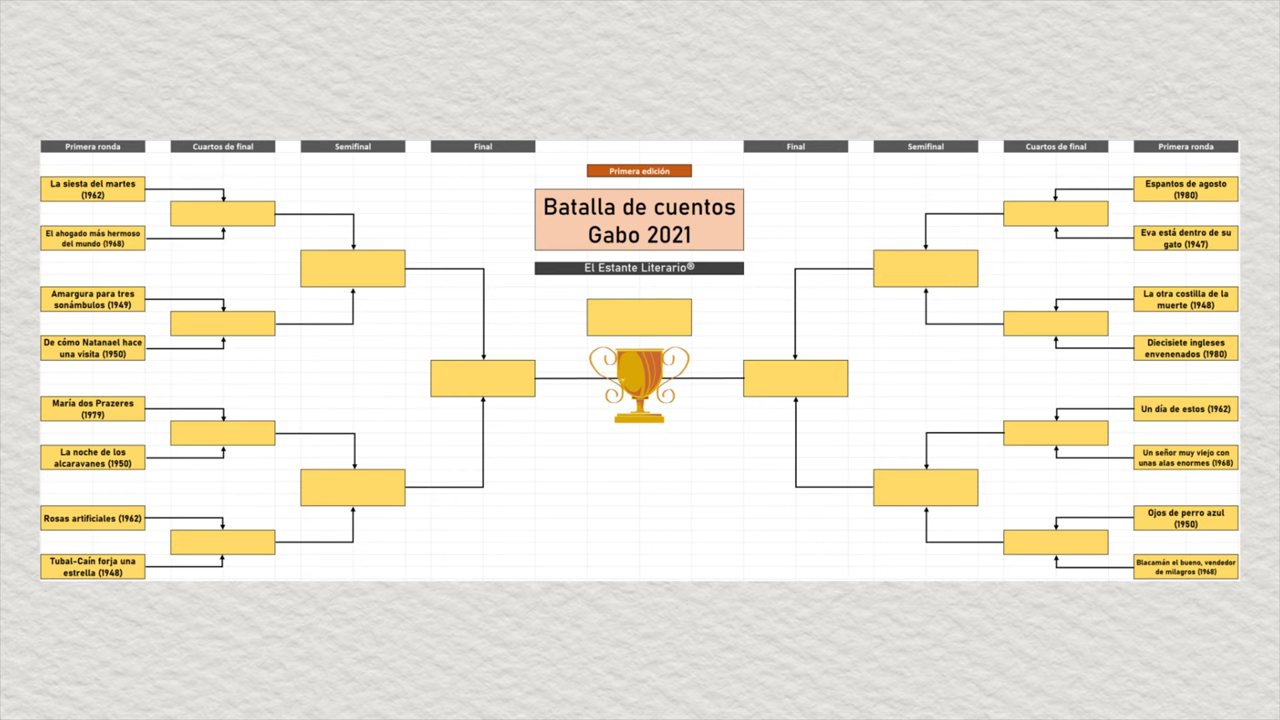 Primera ronda
Cuartos de final
Semifinal
Final
Final
Semifinal
Cuartos de final
Primera ronda
Primera edición
Batalla de cuentos
Gabo 2021
El Estante Literario®
La siesta del martes
(1962)
El ahogado más hermoso
del mundo (1968)
Amargura para tres
sonámbulos (1949)
De cómo Natanael hace
una visita (1950)
María dos Prazeres
(1979)
La noche de los
alcaravanes (1950)
Rosas artificiales (1962)
Tubal-Caín forja una
estrella (1948)
Espantos de agosto
(1980)
Eva está dentro de su
gato (1947)
La otra costilla de la
muerte (1948)
Diecisiete ingleses
envenenados (1980)
Un día de estos (1962)
Un señor muy viejo con
unas alas enormes (1968)
Ojos de perro azul
(1950)
Blacamán el bueno, vendedor
de milagros (1968)